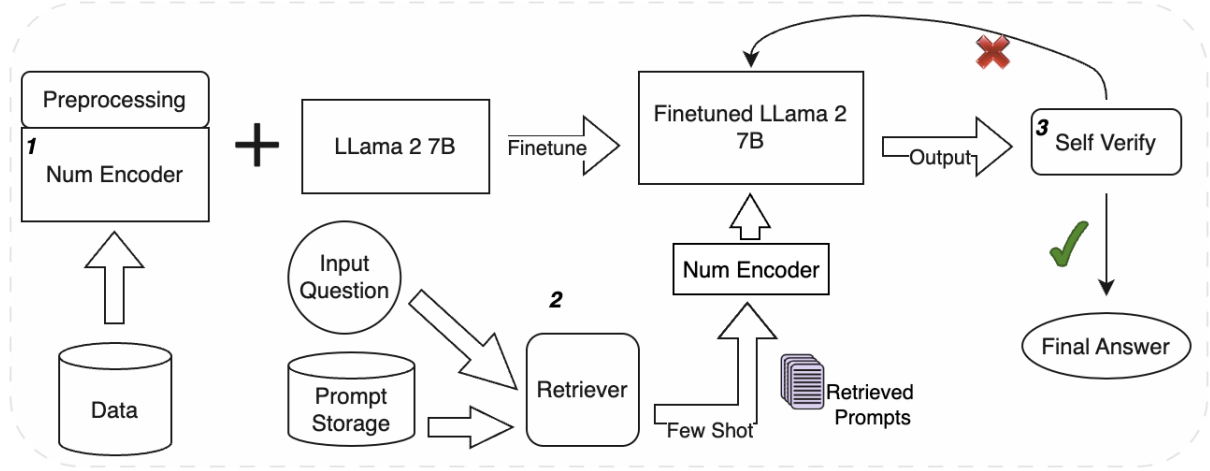 Preprocessing
1
Num Encoder
LLama 2 7B
Finetune
Finetuned LLama 2
7B
Output
3
Self Verify
Input
Question
2
Num Encoder
Final Answer
Data
Prompt
Storage
Retriever
Few Shot
Retrieved
Prompts